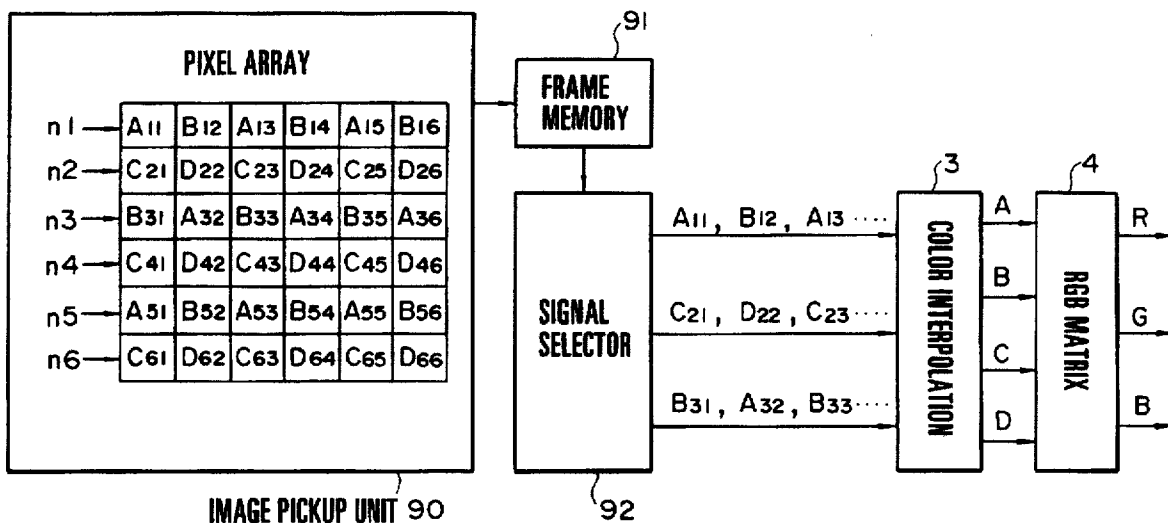 PIXEL ARRAY
n1 A11 B12 A13 B14 A15 B16
n2 C21 D22 C23 D24 C25 D26
n3 B31 A32 B33 A34 B35 A36
n4 C41 D42 C43 D44 C45 D46
n5 A51 B52 A53 B54 A55 B56
n6 C61 D62 C63 D64 C65 D66
IMAGE PICKUP UNIT 90
91
FRAME
MEMORY
SIGNAL
SELECTOR
92
A11, B12, A13 ····
C21, D22, C23 ····
B31, A32, B33 ····
3
COLOR INTERPOLATION
A
B
C
D
4
RGB MATRIX
R
G
B